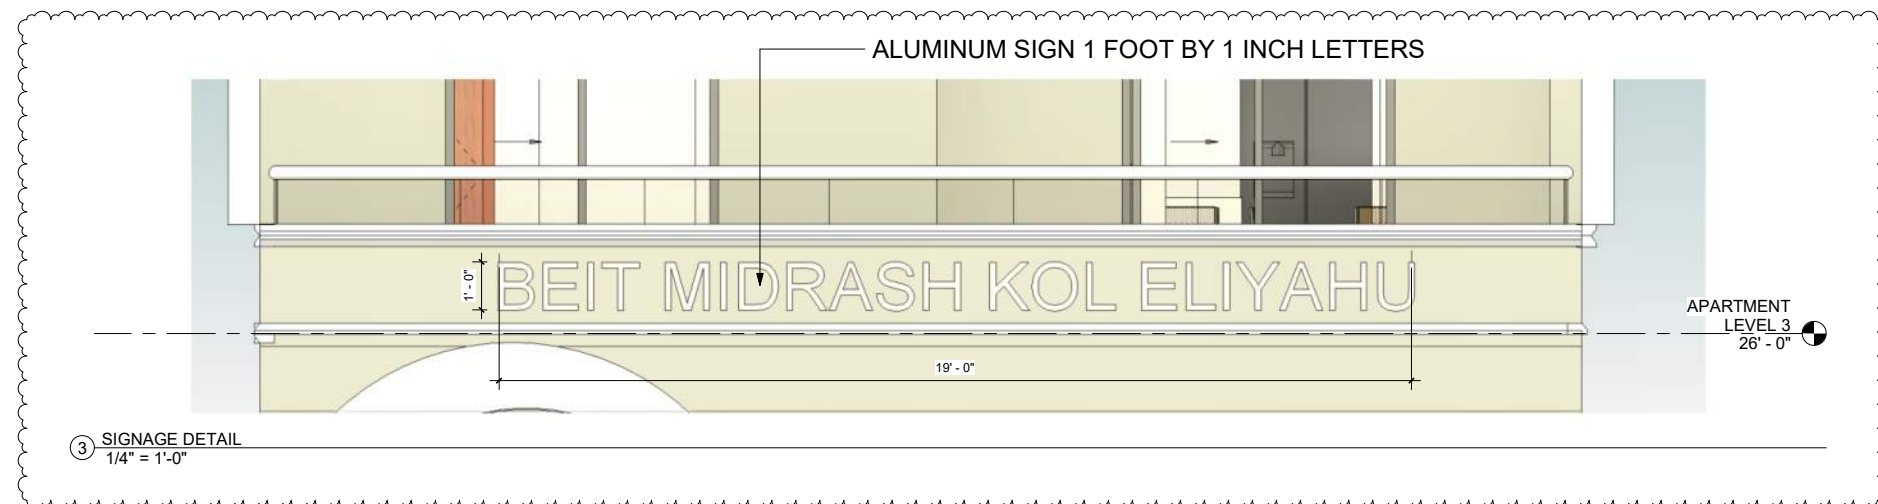 ALUMINUM SIGN 1 FOOT BY 1 INCH LETTERS
1' - 0"
BEIT MIDRASH KOL ELIYAHU
APARTMENT
LEVEL 3
26' - 0"
19' - 0"
3 SIGNAGE DETAIL
1/4" = 1'-0"